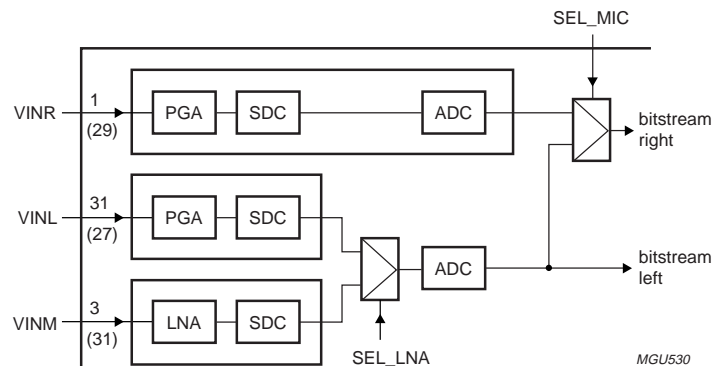 SEL_MIC
VINR
1
(29)
PGA
SDC
ADC
bitstream
right
VINL
31
(27)
PGA
SDC
ADC
bitstream
left
VINM
3
(31)
LNA
SDC
SEL_LNA
MGU530